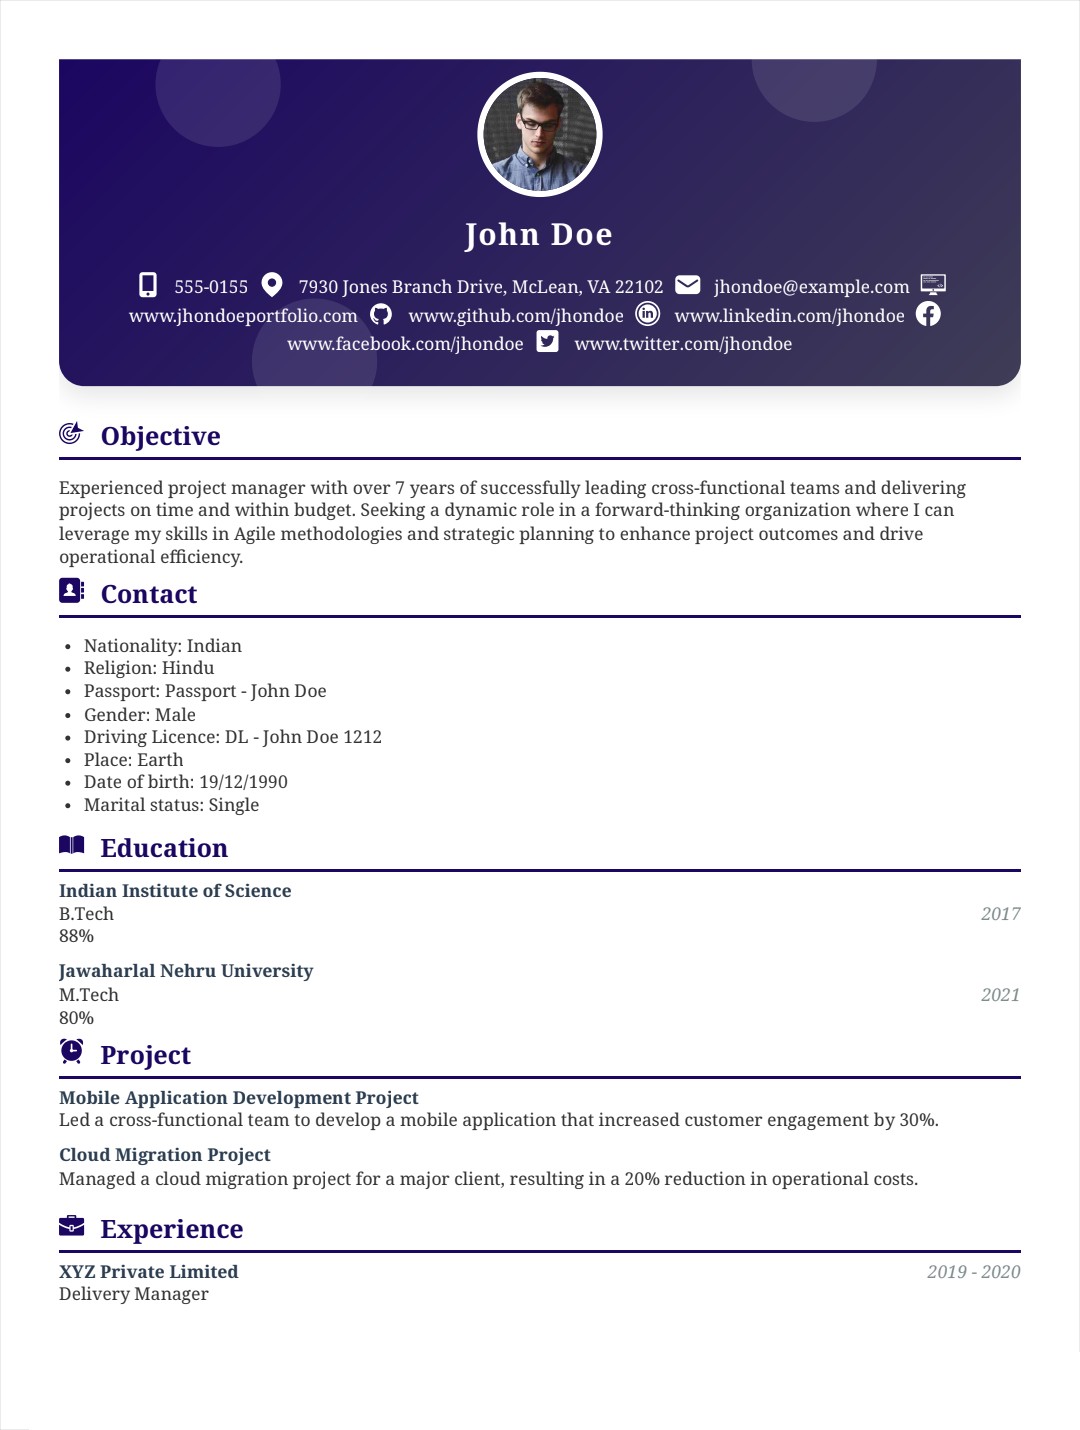 John Doe
555-0155 7930 Jones Branch Drive, McLean, VA 22102 jhondoe@example.com
www.jhondoeportfolio.com www.github.com/jhondoe www.linkedin.com/jhondoe
www.facebook.com/jhondoe www.twitter.com/jhondoe
Objective
Experienced project manager with over 7 years of successfully leading cross-functional teams and delivering
projects on time and within budget. Seeking a dynamic role in a forward-thinking organization where I can
leverage my skills in Agile methodologies and strategic planning to enhance project outcomes and drive
operational efficiency.
Contact
• Nationality: Indian
• Religion: Hindu
• Passport: Passport - John Doe
• Gender: Male
• Driving Licence: DL - John Doe 1212
• Place: Earth
• Date of birth: 19/12/1990
• Marital status: Single
Education
Indian Institute of Science
B.Tech 2017
88%
Jawaharlal Nehru University
M.Tech 2021
80%
Project
Mobile Application Development Project
Led a cross-functional team to develop a mobile application that increased customer engagement by 30%.
Cloud Migration Project
Managed a cloud migration project for a major client, resulting in a 20% reduction in operational costs.
Experience
XYZ Private Limited 2019 - 2020
Delivery Manager